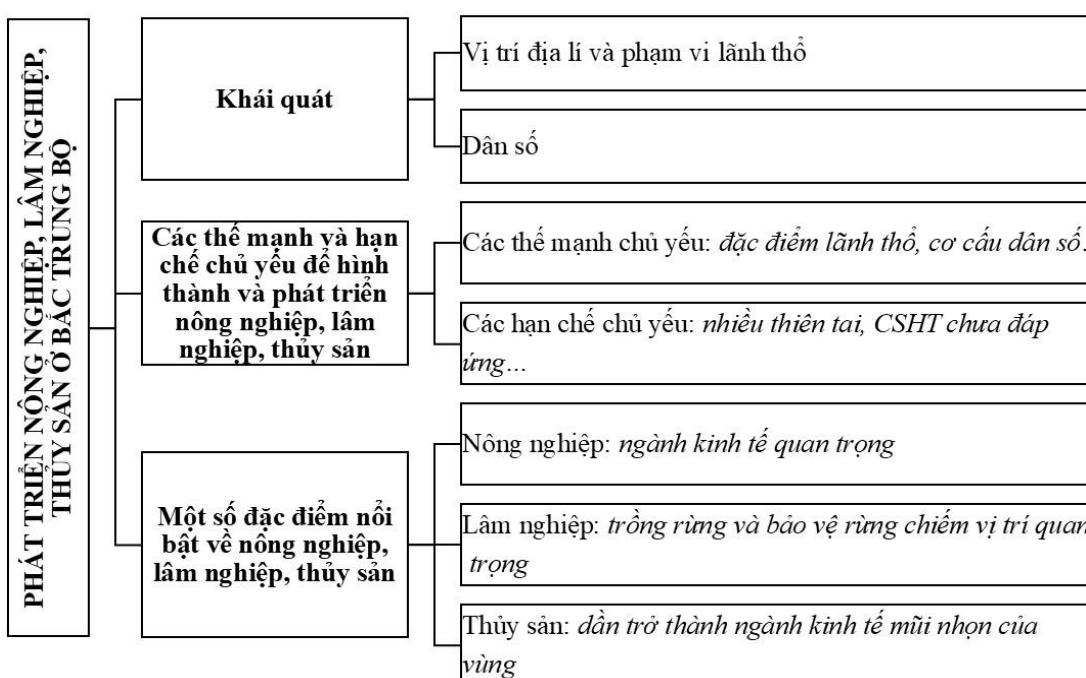 PHÁT TRIỂN NÔNG NGHIỆP, LÂM NGHIỆP,
THỦY SẢN Ở BẮC TRUNG BỘ
Khái quát
Vị trí địa lí và phạm vi lãnh thổ
Dân số
Các thế mạnh và hạn
chế chủ yếu để hình
thành và phát triển
nông nghiệp, lâm
nghiệp, thủy sản
Các thế mạnh chủ yếu: đặc điểm lãnh thổ, cơ cấu dân số.
Các hạn chế chủ yếu: nhiều thiên tai, CSHT chưa đáp
ứng…
Một số đặc điểm nổi
bật về nông nghiệp,
lâm nghiệp, thủy sản
Nông nghiệp: ngành kinh tế quan trọng
Lâm nghiệp: trồng rừng và bảo vệ rừng chiếm vị trí quan
trọng
Thủy sản: dần trở thành ngành kinh tế mũi nhọn của
vùng